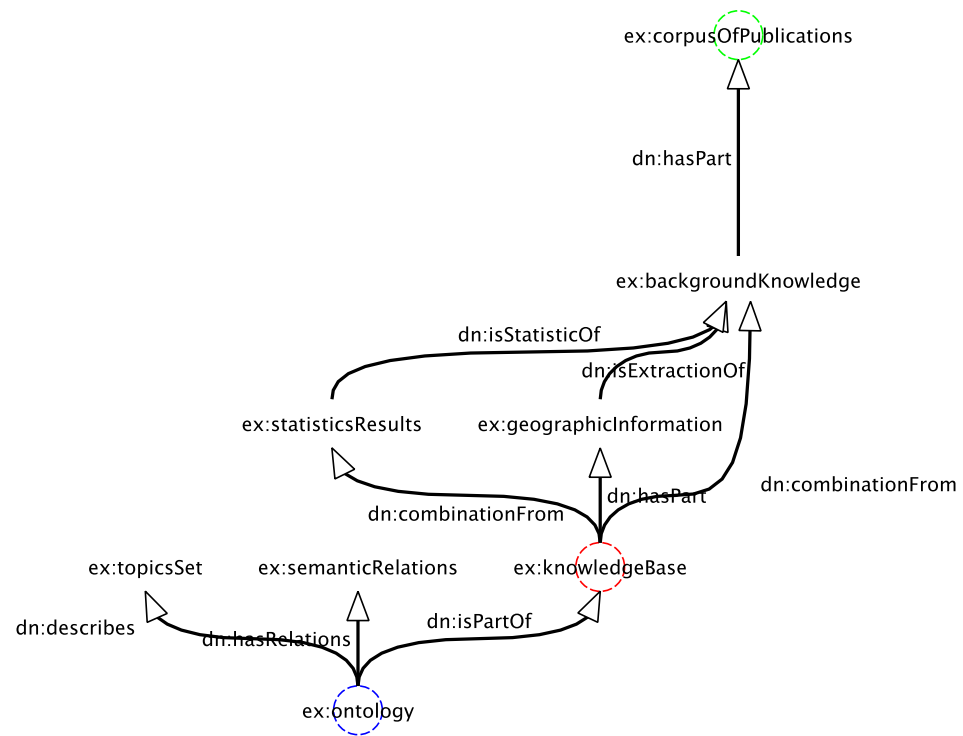 ex:corpusOfPublications
dn:hasPart
ex:backgroundKnowledge
dn:isStatisticOf
dn:isExtractionOf
ex:statisticsResults
ex:geographicInformation
dn:combinationFrom
dn:hasPart
dn:combinationFrom
ex:topicsSet
ex:semanticRelations
ex:knowledgeBase
dn:describes
dn:hasRelations
dn:isPartOf
ex:ontology